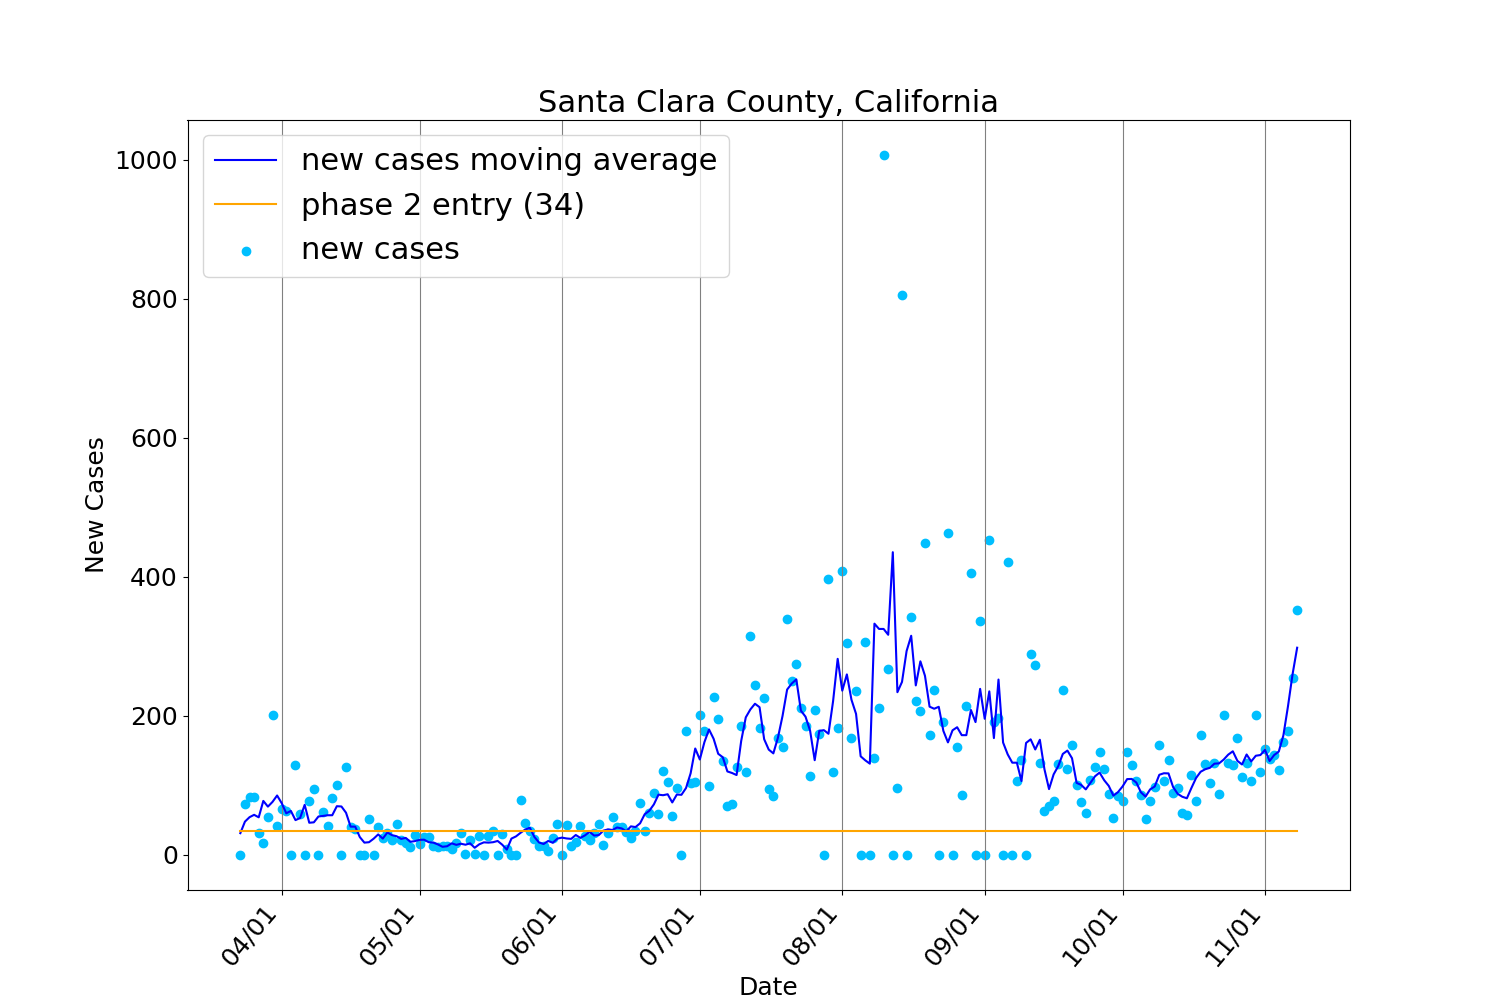 Santa Clara County, California
new cases moving average
phase 2 entry (34)
new cases
1000
800
600
400
200
0
New Cases
04/01
05/01
06/01
07/01
08/01
09/01
10/01
11/01
Date